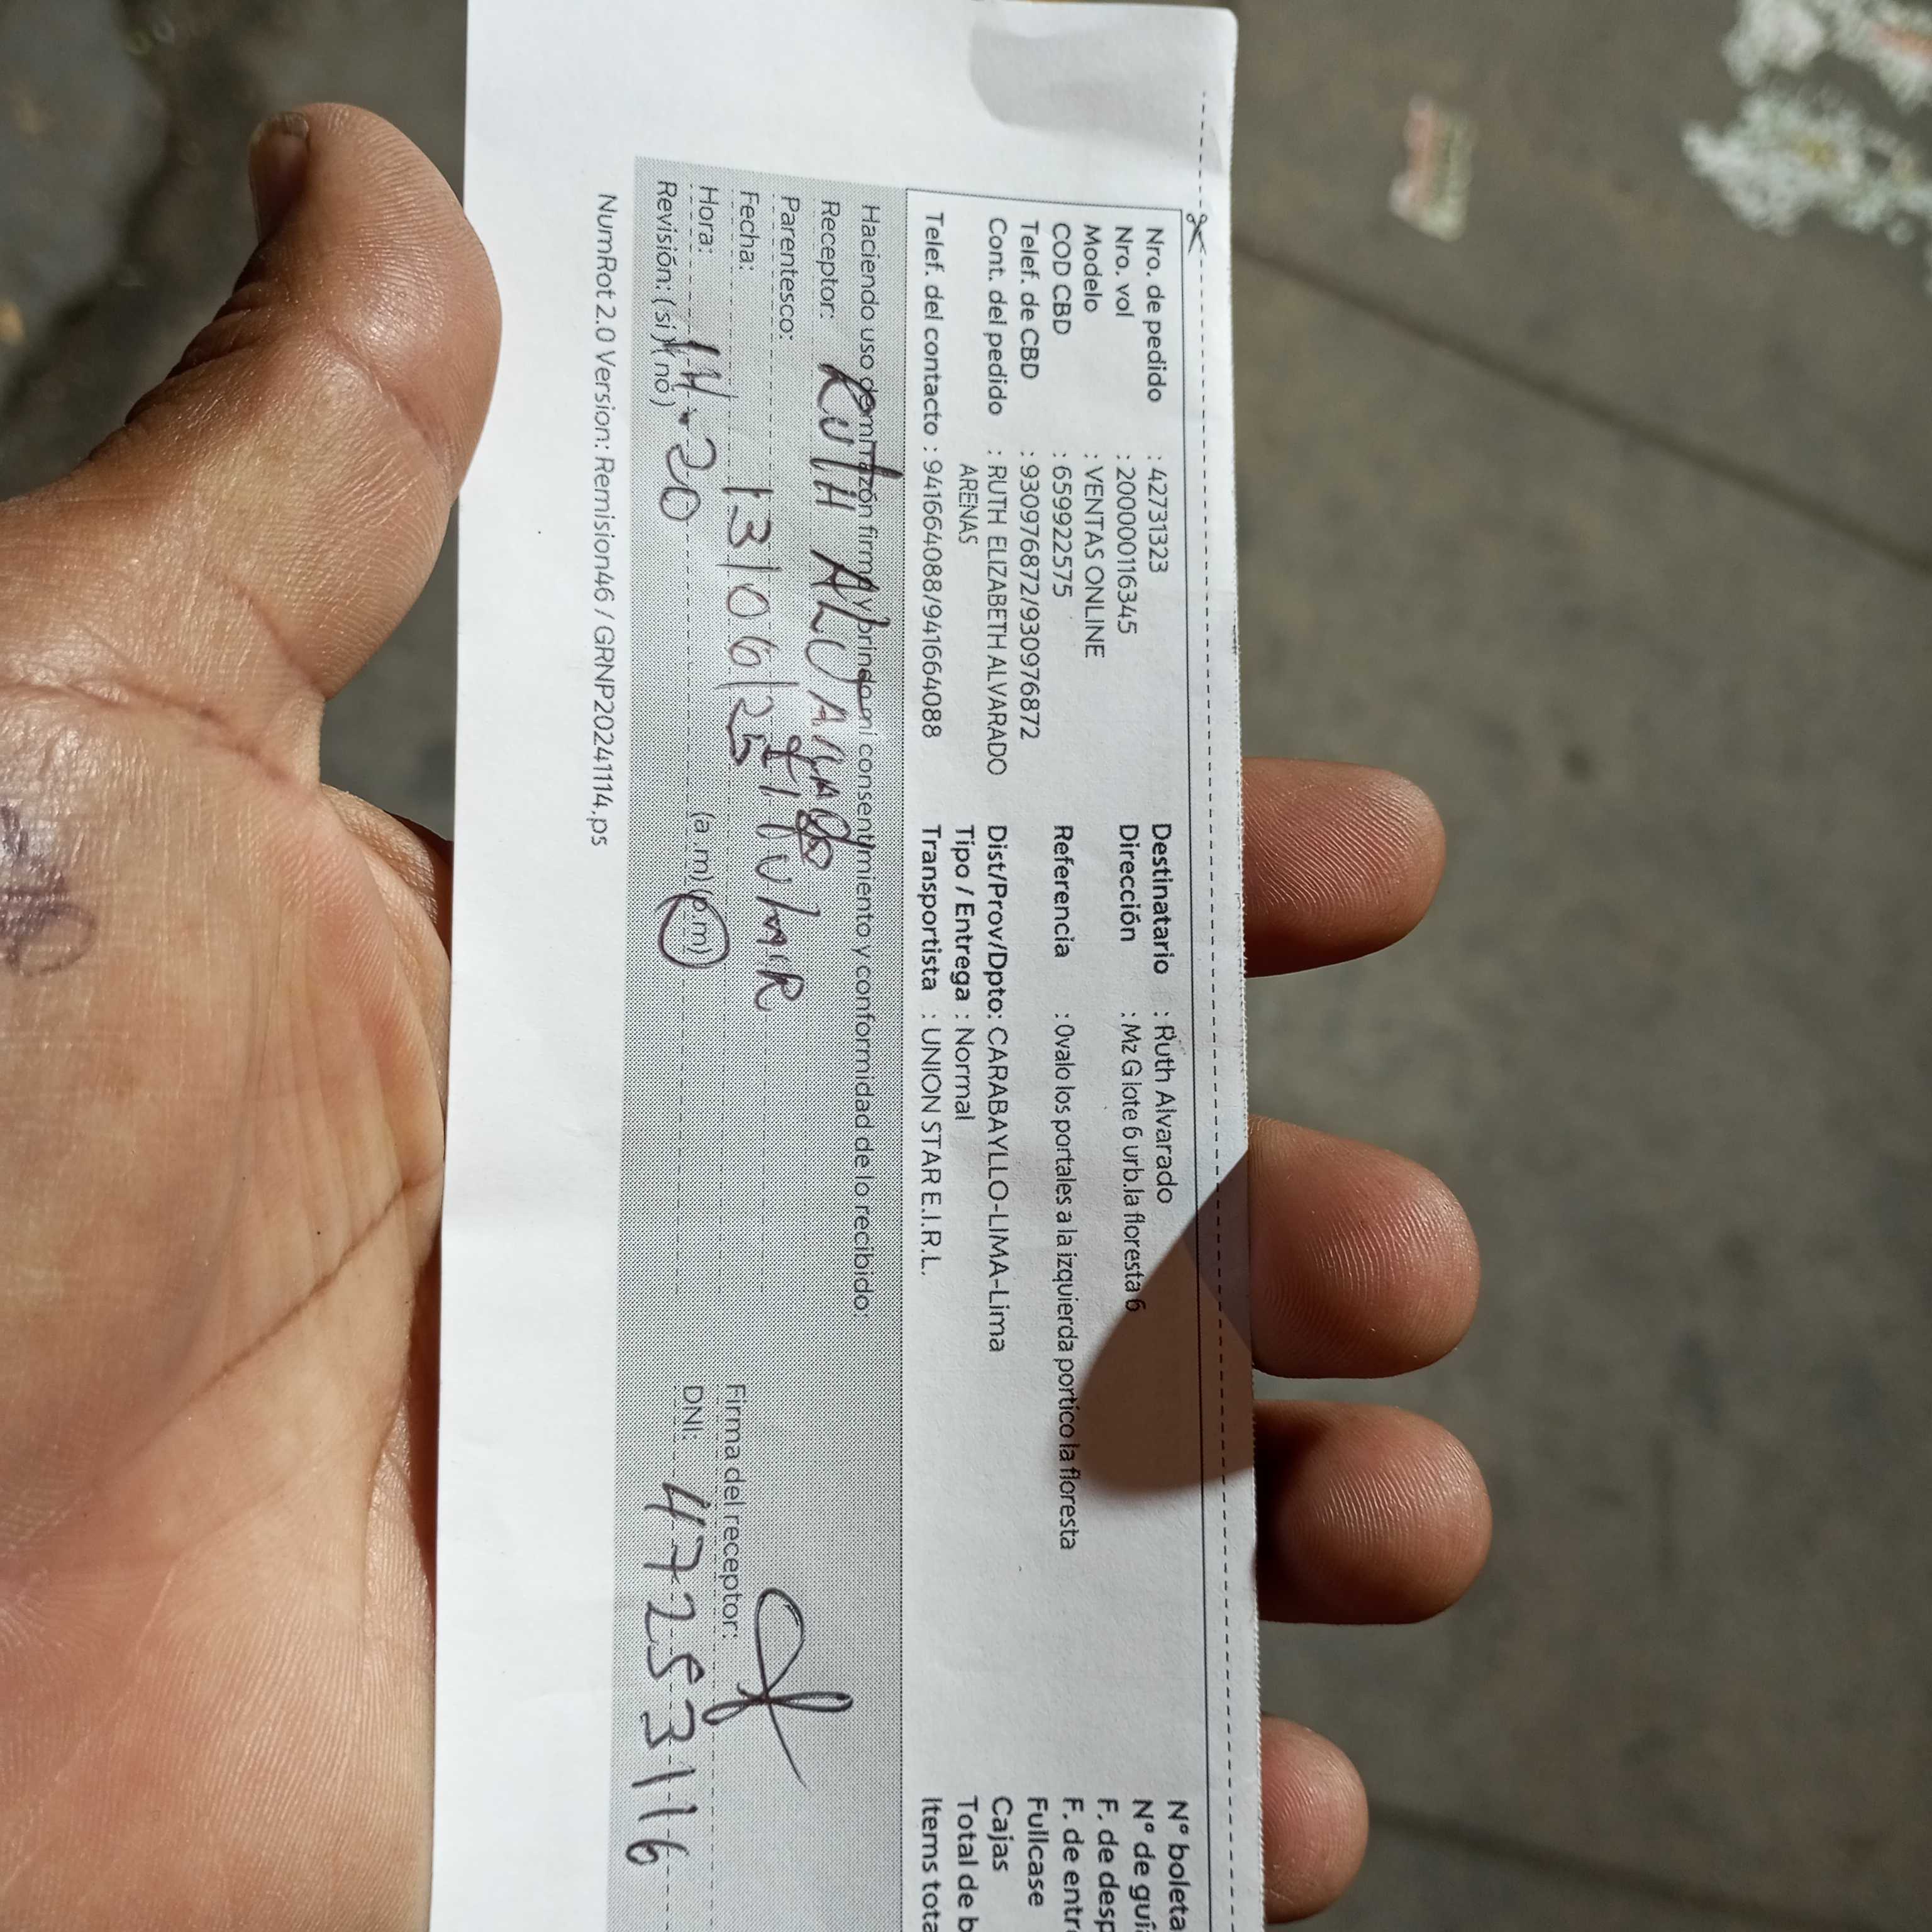 Nro. de pedido : 42731323
Nro. vol : 2000000116345
Modelo : VENTAS ONLINE
COD CBD : 659922575
Telef. de CBD : 930976872/930976872
Cont. del pedido : RUTH ELIZABETH ALVARADO
ARENAS
Telef. del contacto : 941664088/941664088
Destinatario : Ruth Alvarado
Dirección : Mz G lote 6 urb.la floresta 6
Referencia : Ovalo los portales a la izquierda portico la floresta
Dist/Prov/Dpto: CARABAYLLO-LIMA-Lima
Tipo / Entrega : Normal
Transportista : UNION STAR E.I.R.L.
N° boleta
N° de guí
F. de desp
F. de entr
Fullcase
Cajas
Total de b
Items tota
Haciendo uso de mi razón firmo y brindo mi consentimiento y conformidad de lo recibido:
Receptor: RUTH ALVARADO
Parentesco: TITULAR
Fecha: 13/06/25
Hora: 14:20 (a.m)(p.m)
Revisión: (si)(no)
Firma del receptor:
DNI: 47253116
NumRot 2.0 Version: Remision46 / GRNP20241114.ps